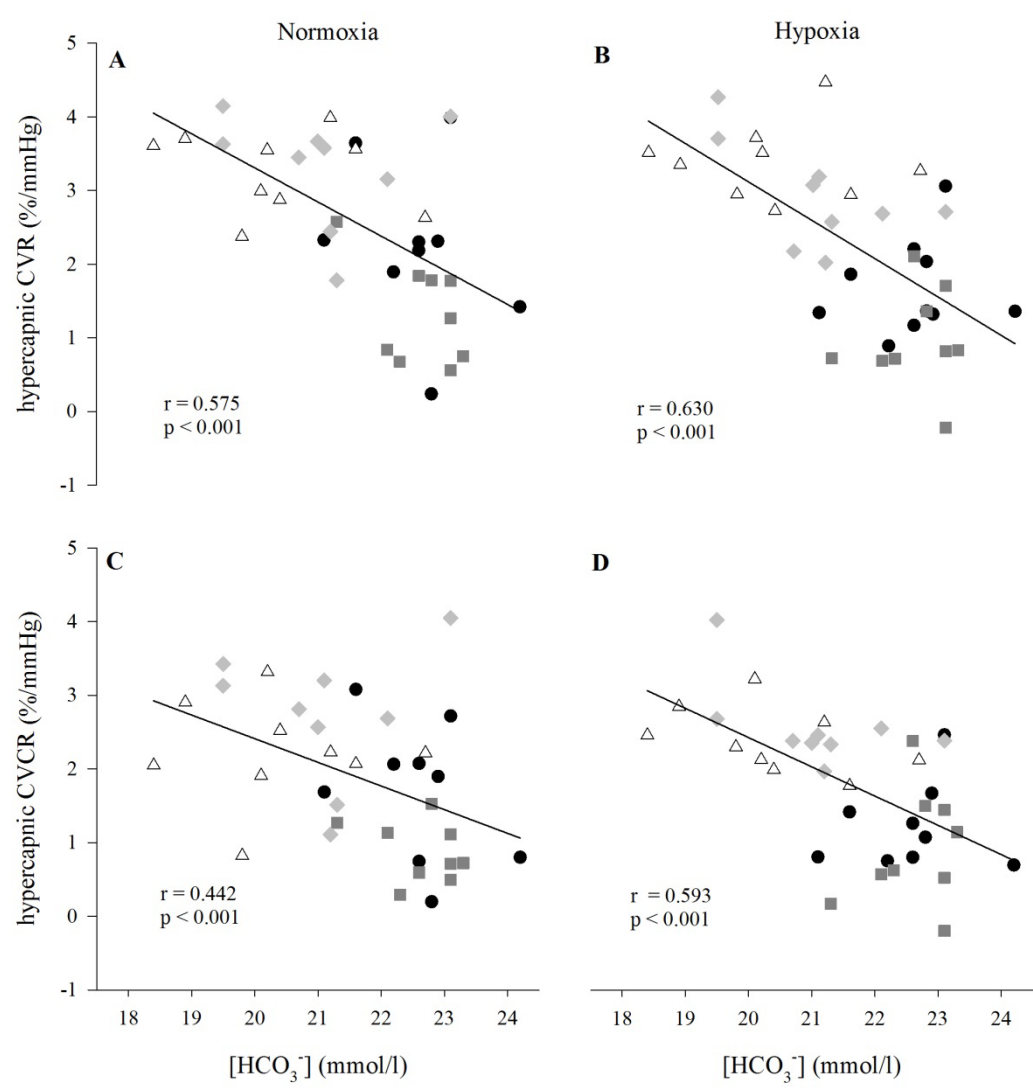 Normoxia
Hypoxia
A
B
5
4
3
2
1
0
-1
hypercapnic CVR (%/mmHg)
r = 0.575
p < 0.001
r = 0.630
p < 0.001
C
D
5
4
3
2
1
0
-1
hypercapnic CVCR (%/mmHg)
r = 0.442
p < 0.001
r = 0.593
p < 0.001
18 19 20 21 22 23 24
18 19 20 21 22 23 24
[HCO₃⁻] (mmol/l)
[HCO₃⁻] (mmol/l)